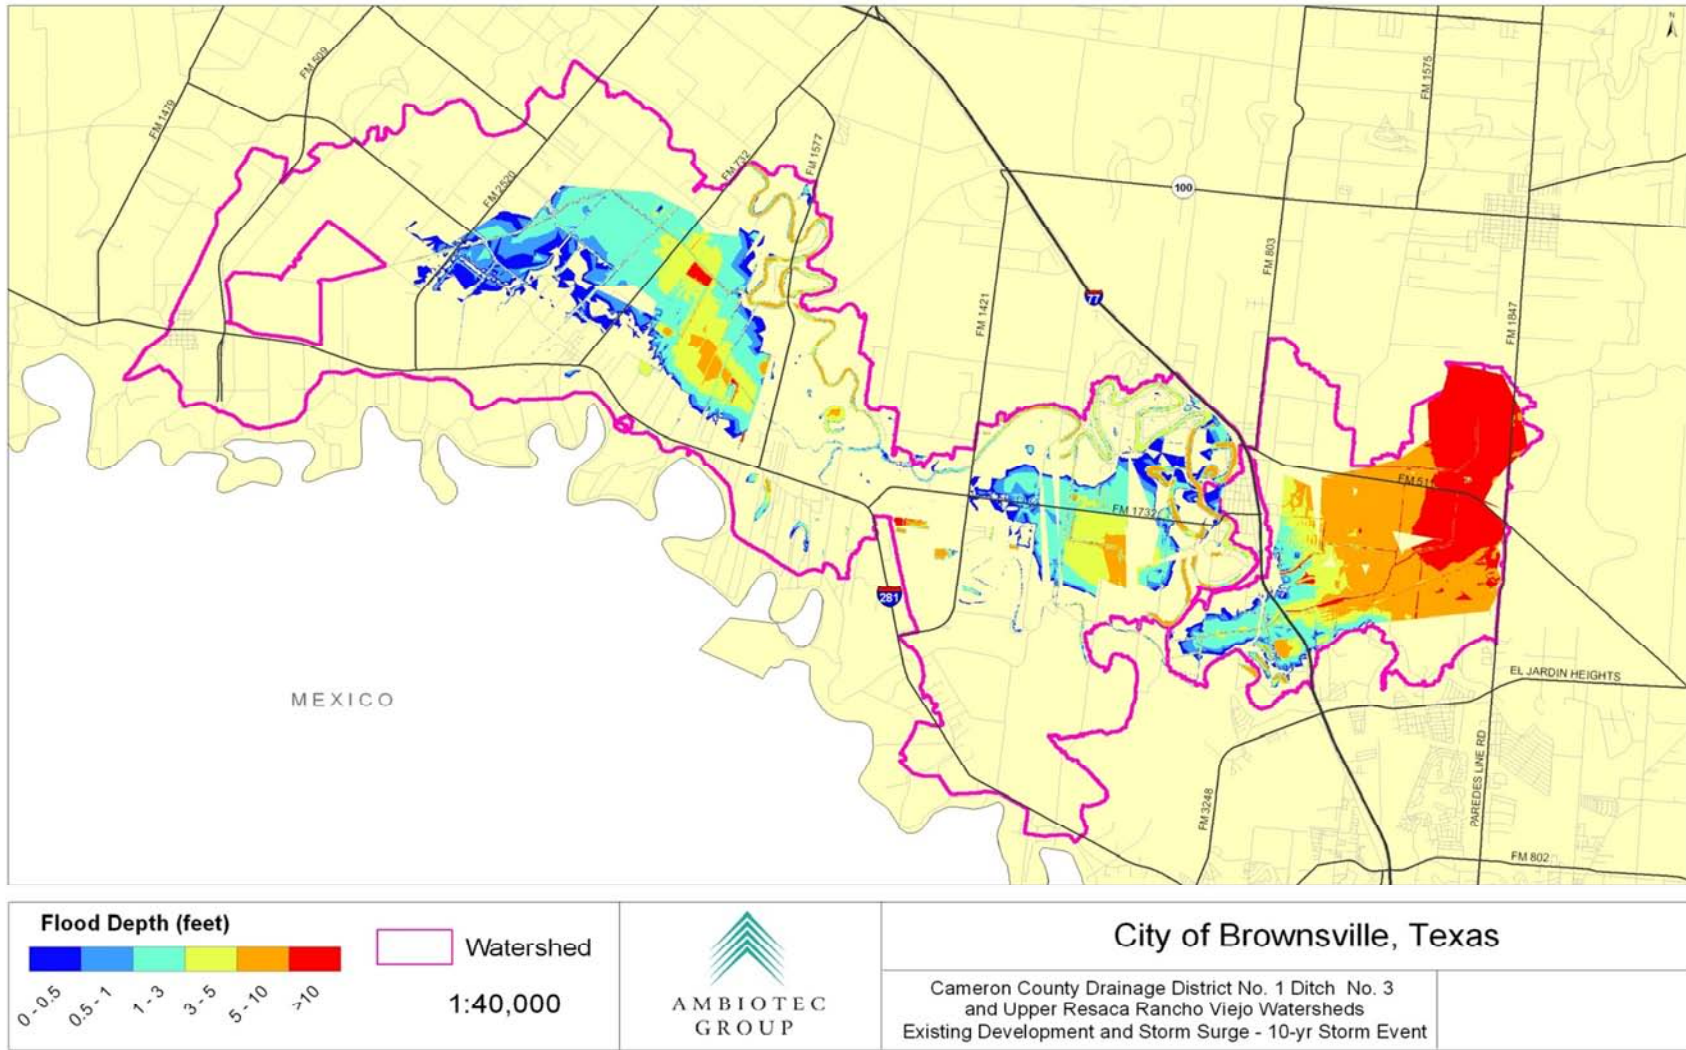 N
FM 509
FM 1479
FM 1575
FM 1577
FM 732
FM 2520
100
FM 803
77
FM 1421
FM 1847
FM 511
FM 1732
281
MEXICO
EL JARDIN HEIGHTS
PAREDES LINE RD
FM 3248
FM 802
Flood Depth (feet)
0 - 0.5
0.5 - 1
1 - 3
3 - 5
5 - 10
>10
Watershed
1:40,000
AMBIOTEC
GROUP
City of Brownsville, Texas
Cameron County Drainage District No. 1 Ditch No. 3
and Upper Resaca Rancho Viejo Watersheds
Existing Development and Storm Surge - 10-yr Storm Event